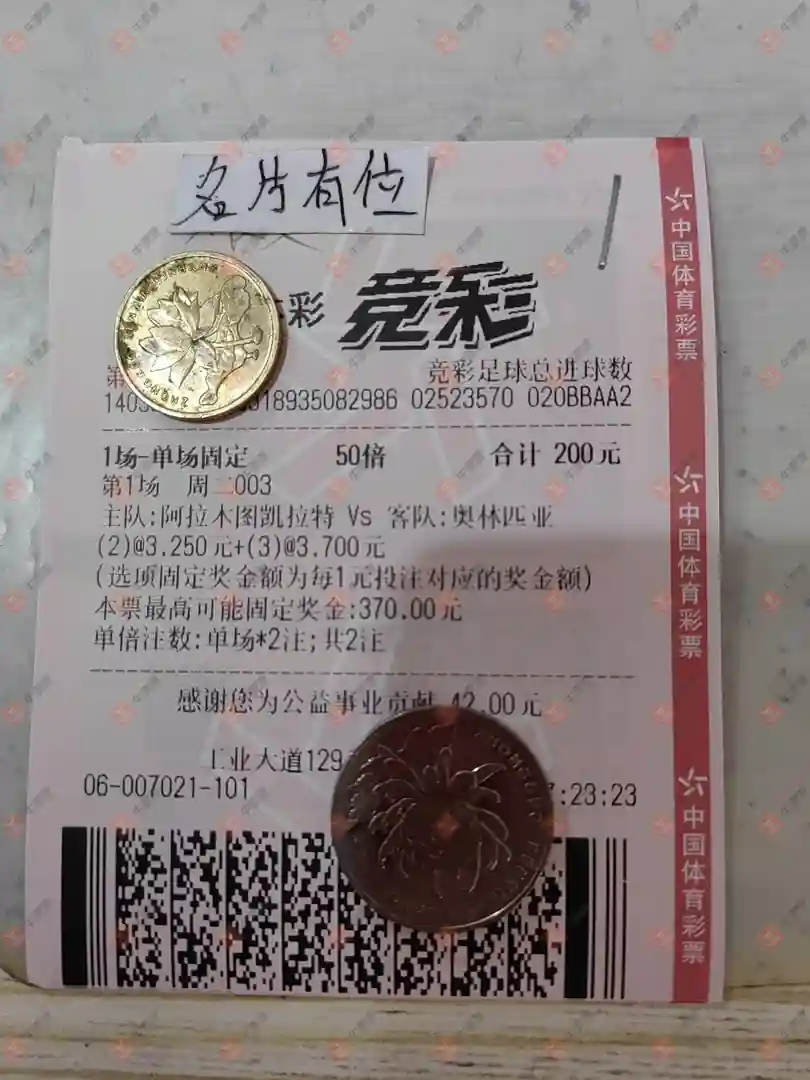 名片有位
彩 竞彩
第
竞彩足球总进球数
140 18935082986 02523570 020BBAA2
1场-单场固定 50倍 合计 200元
第1场 周二003
主队:阿拉木图凯拉特 Vs 客队:奥林匹亚
(2)@3.250元+(3)@3.700元
(选项固定奖金额为每1元投注对应的奖金额)
本票最高可能固定奖金:370.00元
单倍注数:单场*2注;共2注
感谢您为公益事业贡献 42.00元
工业大道129
06-007021-101 7:23:23
中国体育彩票
中国体育彩票
中国体育彩票